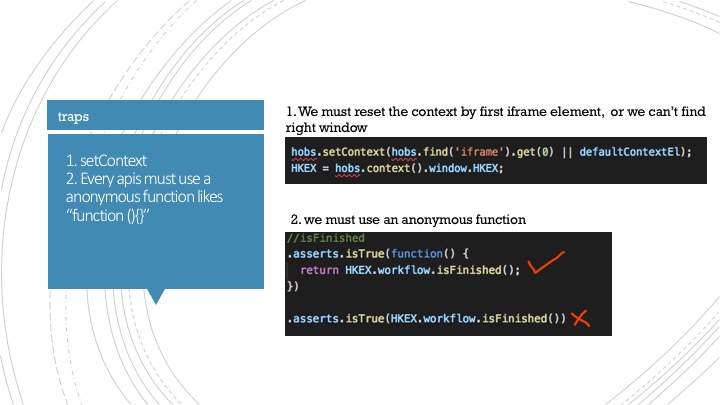 traps
1. setContext
2. Every apis must use a
anonymous function likes
“function (){}”
1. We must reset the context by first iframe element,  or we can’t find
right window
hobs.setContext(hobs.find('iframe').get(0) || defaultContextEl);
HKEX = hobs.context().window.HKEX;
2. we must use an anonymous function
//isFinished
.asserts.isTrue(function() {
  return HKEX.workflow.isFinished();
})
.asserts.isTrue(HKEX.workflow.isFinished())